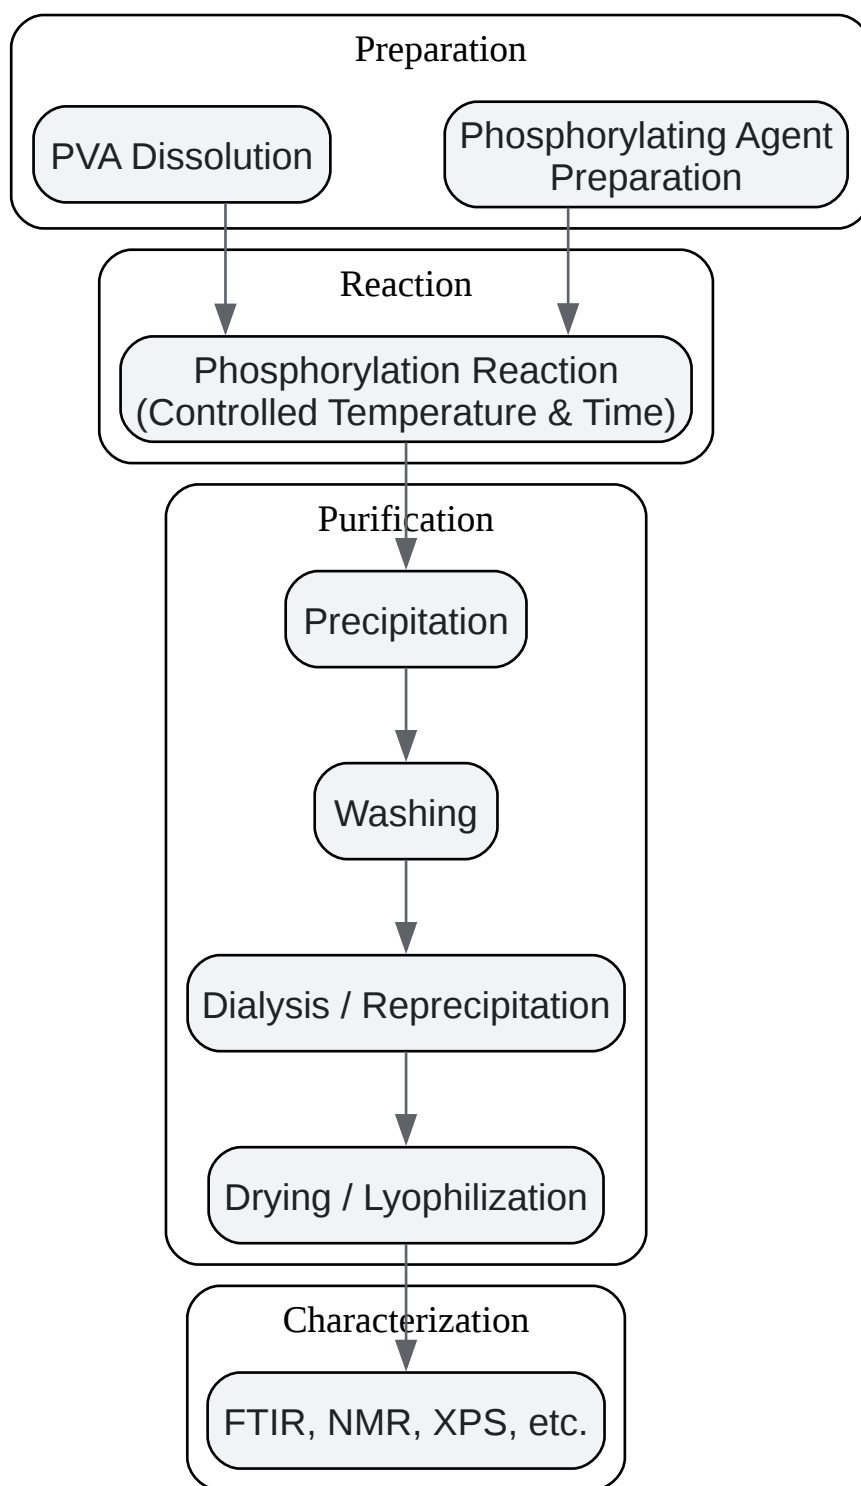 Preparation
PVA Dissolution
Phosphorylating Agent
Preparation
Reaction
Phosphorylation Reaction
(Controlled Temperature & Time)
Purification
Precipitation
Washing
Dialysis / Reprecipitation
Drying / Lyophilization
Characterization
FTIR, NMR, XPS, etc.